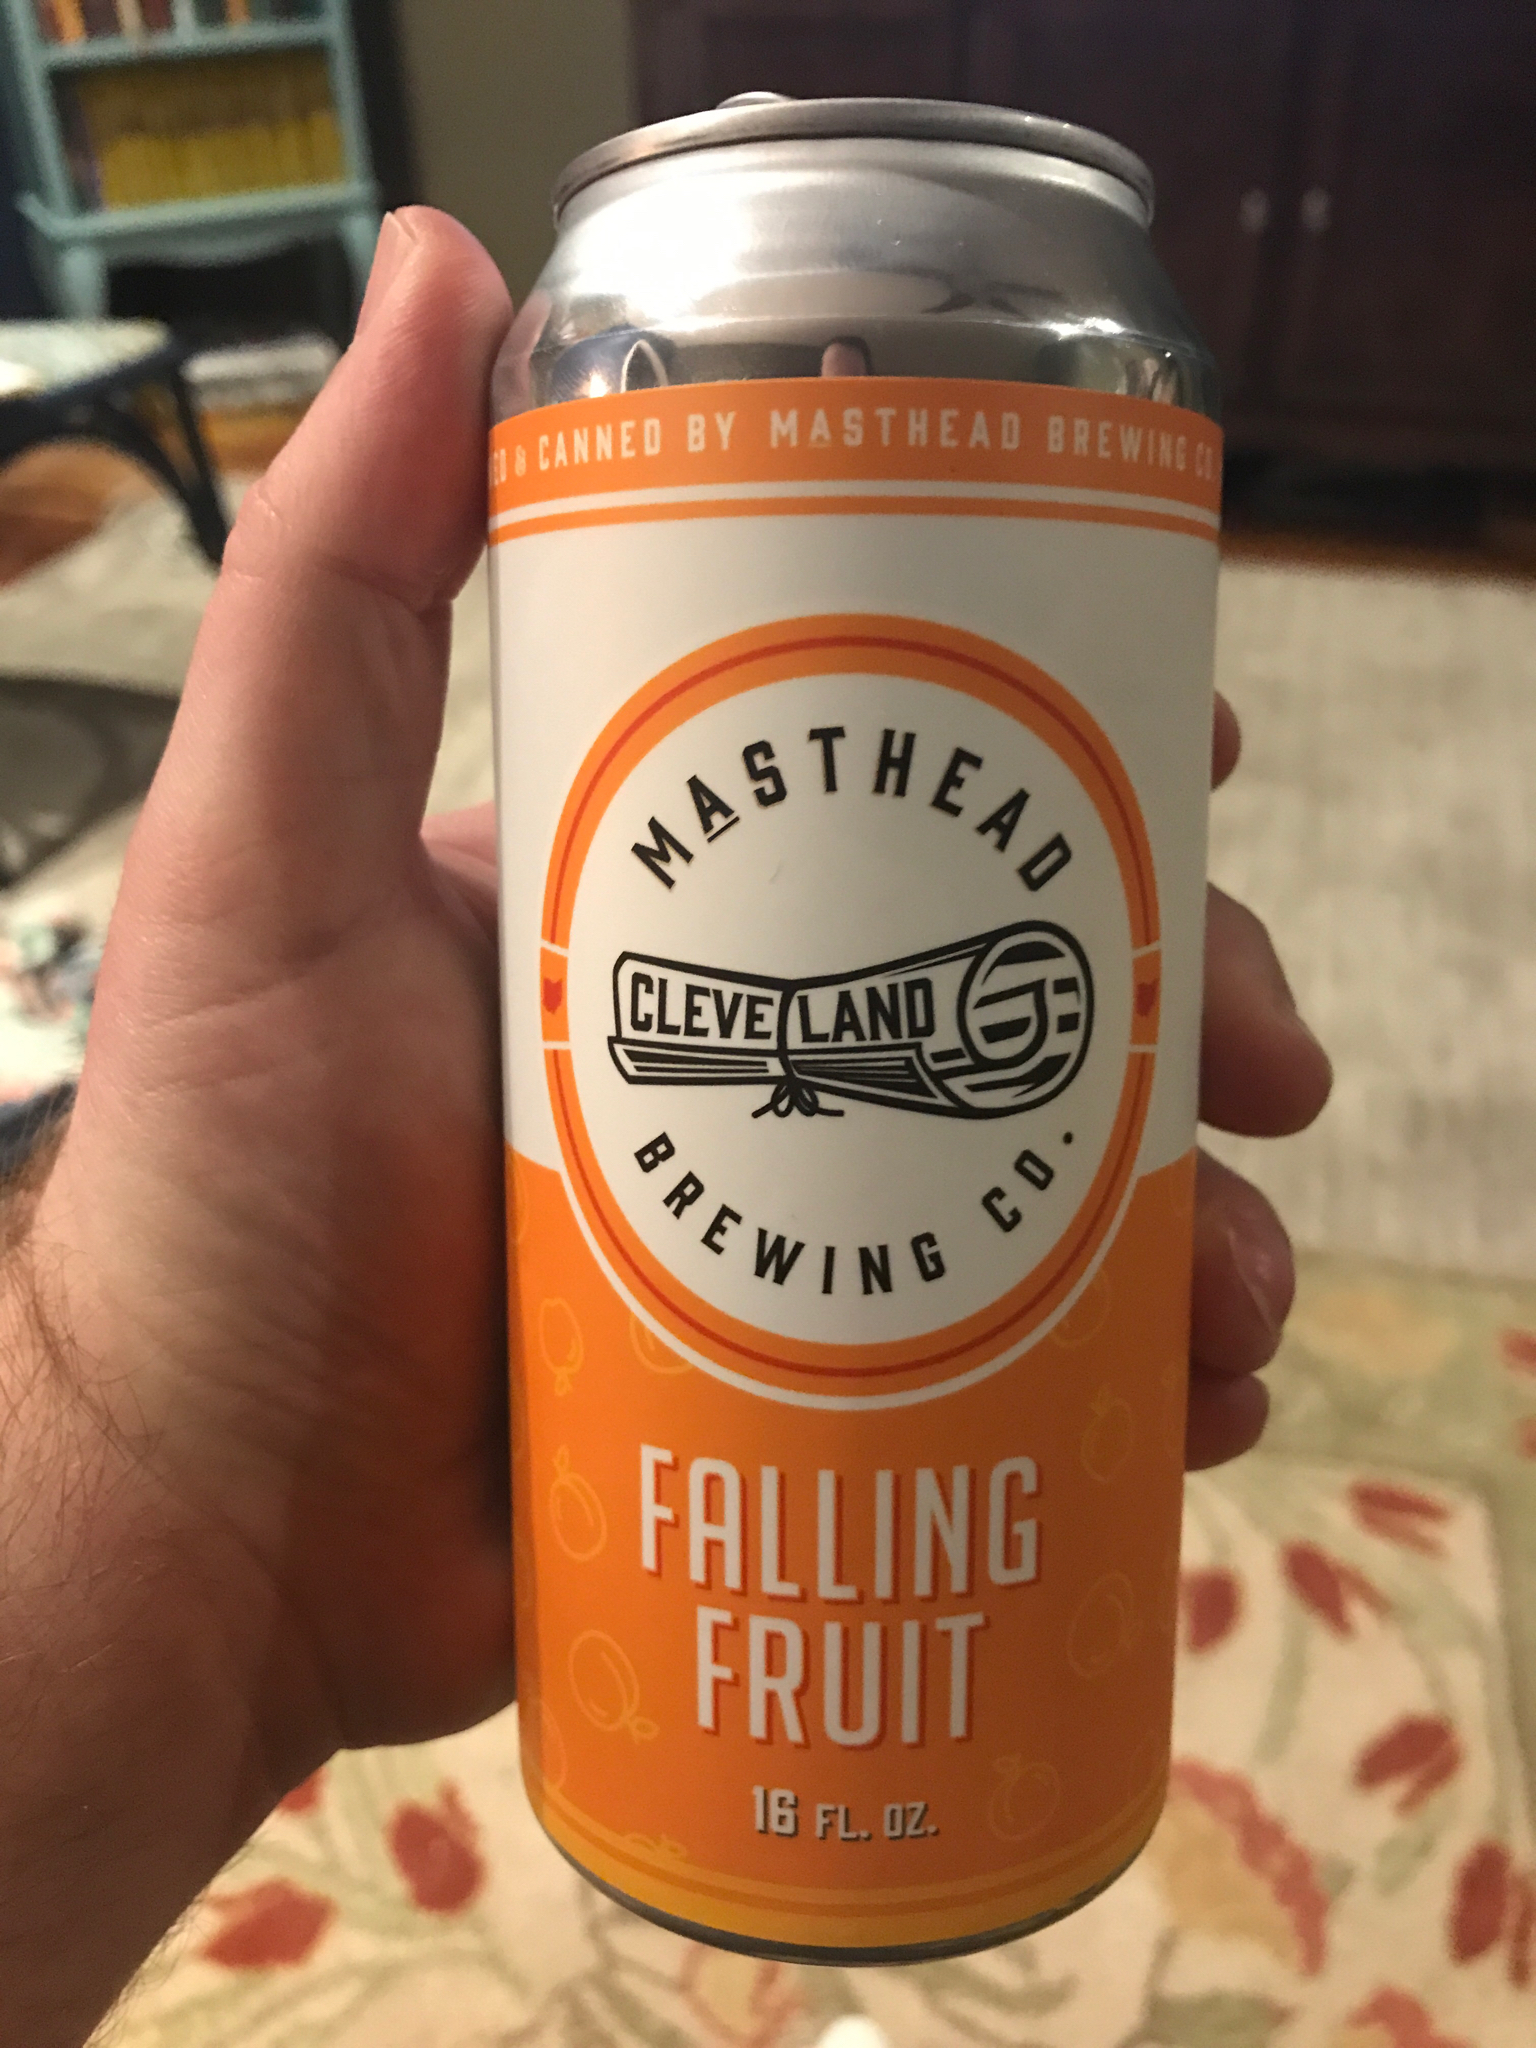 & CANNED BY MASTHEAD BREWING CO.
MASTHEAD
CLEVELAND
BREWING CO.
FALLING
FRUIT
16 FL. OZ.